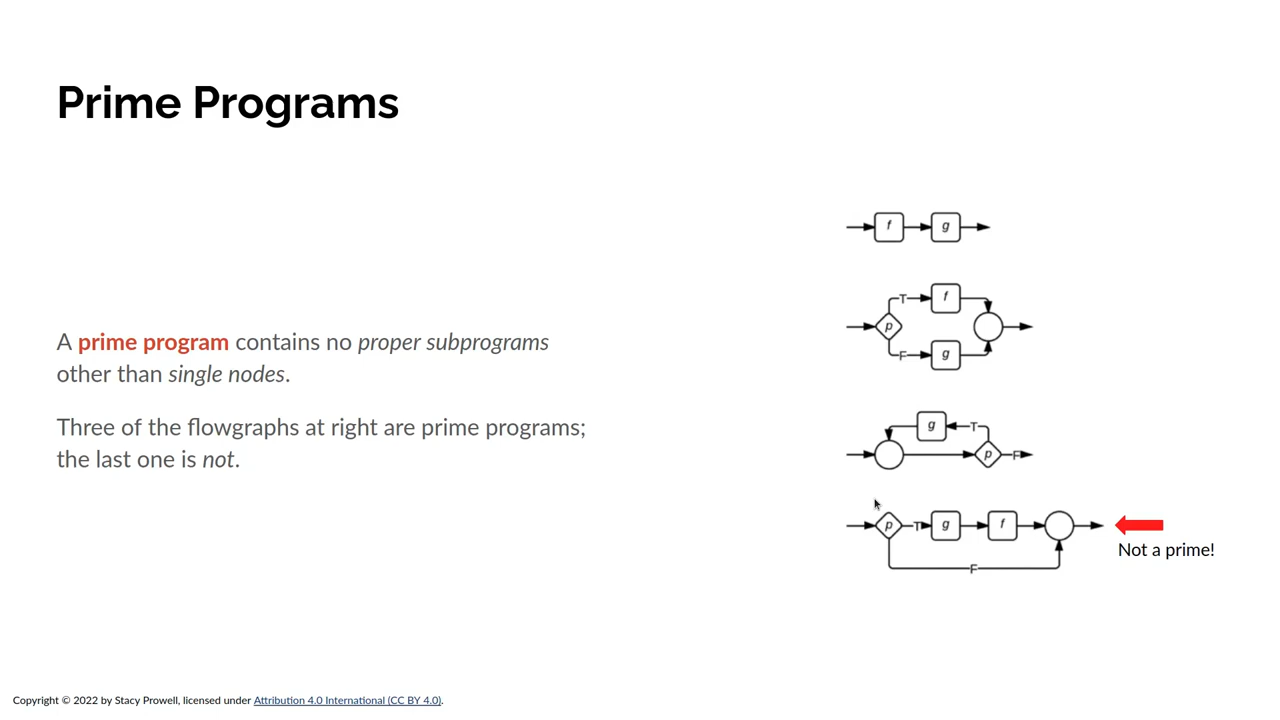 Prime Programs
A prime program contains no proper subprograms
other than single nodes.
Three of the flowgraphs at right are prime programs;
the last one is not.
f g
T f
p
F g
g T
p F
p T g f
F
Not a prime!
Copyright © 2022 by Stacy Prowell, licensed under Attribution 4.0 International (CC BY 4.0).